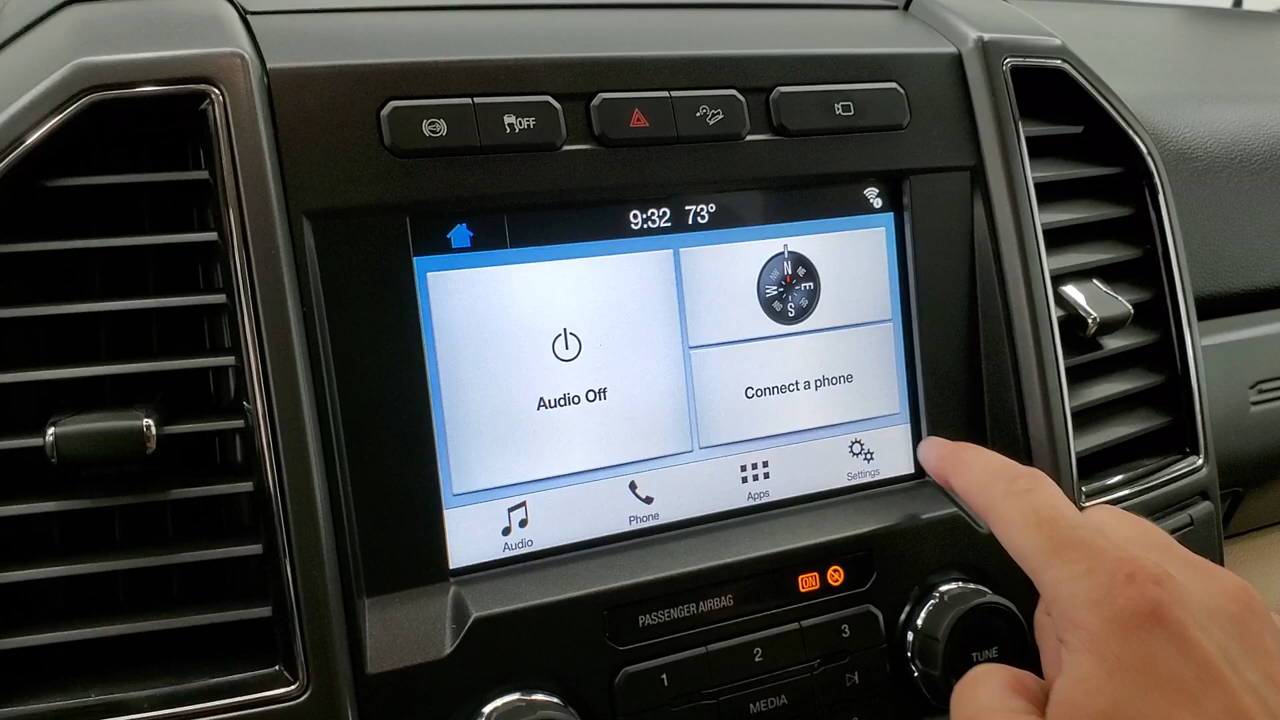 OFF
9:32 73°
N
W E
S
Audio Off
Connect a phone
Audio
Phone
Apps
Settings
PASSENGER AIRBAG
ON
1
2
3
MEDIA
TUNE